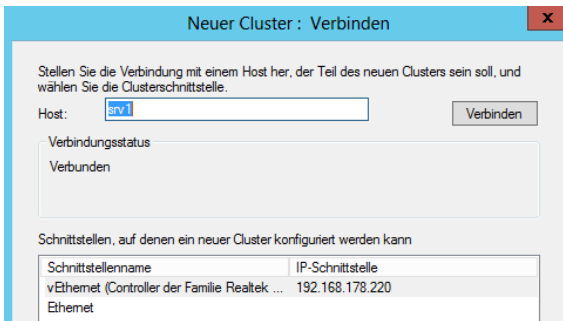 Neuer Cluster : Verbinden
x
Stellen Sie die Verbindung mit einem Host her, der Teil des neuen Clusters sein soll, und
wählen Sie die Clusterschnittstelle.
Host: srv1 Verbinden
Verbindungsstatus
Verbunden
Schnittstellen, auf denen ein neuer Cluster konfiguriert werden kann
Schnittstellenname IP-Schnittstelle
vEthernet (Controller der Familie Realtek ... 192.168.178.220
Ethernet